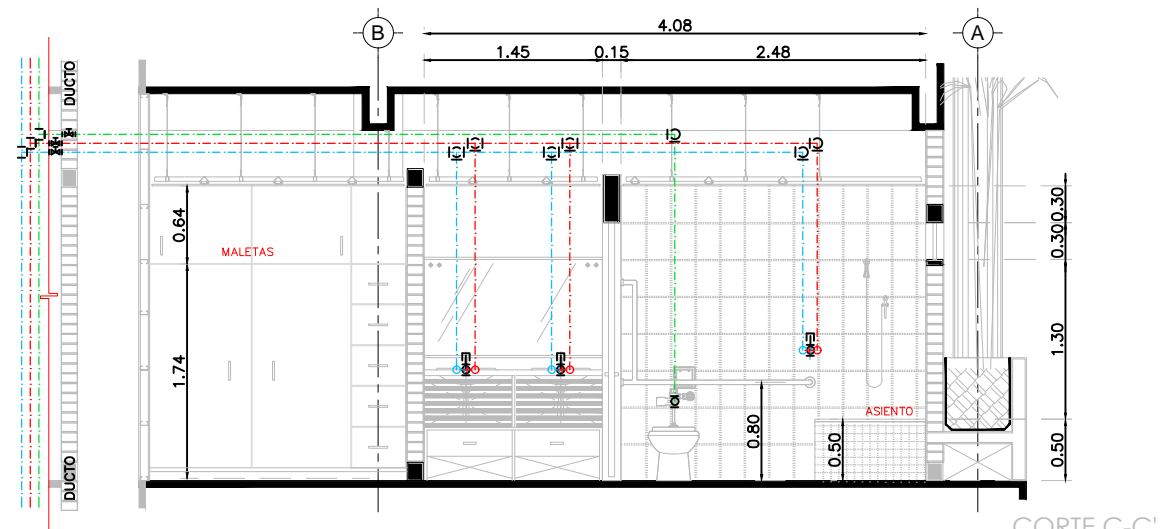 B
4.08
A
1.45
0.15
2.48
DUCTO
0.64
MALETAS
1.74
0.30
0.30
1.30
ASIENTO
0.80
0.50
0.50
DUCTO
CORTE C-C'